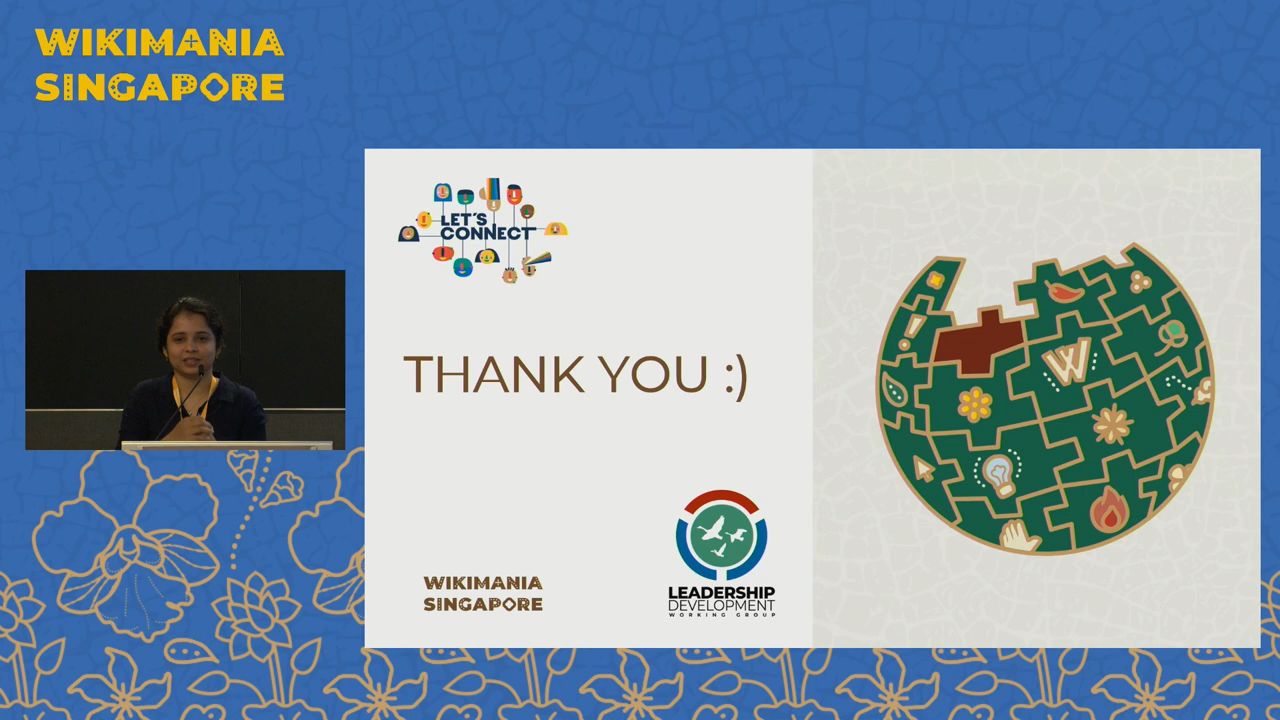 WIKIMANIA
SINGAPORE
LET'S
CONNECT
THANK YOU :)
WIKIMANIA
SINGAPORE
LEADERSHIP
DEVELOPMENT
WORKING GROUP
W